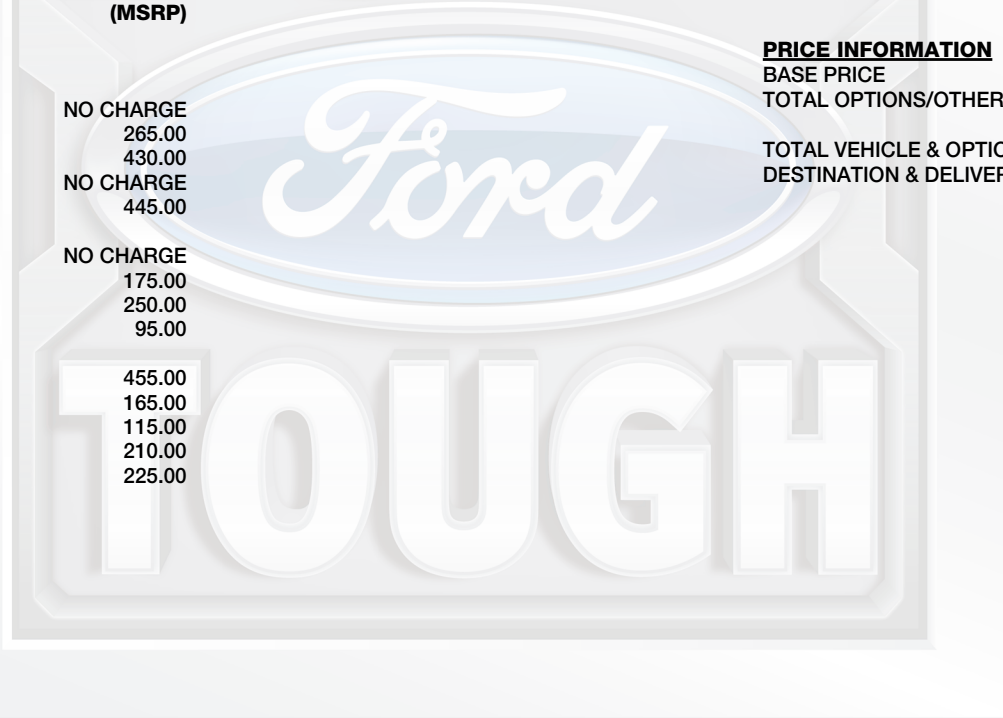 (MSRP)
NO CHARGE
265.00
430.00
NO CHARGE
445.00
NO CHARGE
175.00
250.00
95.00
455.00
165.00
115.00
210.00
225.00
PRICE INFORMATION
BASE PRICE
TOTAL OPTIONS/OTHER
TOTAL VEHICLE & OPTIO
DESTINATION & DELIVER
Ford
TOUGH